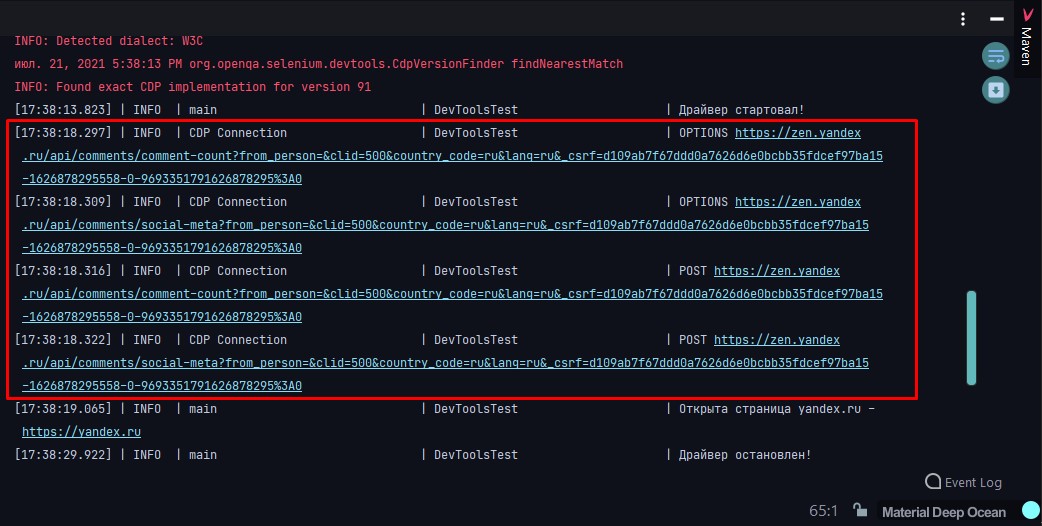 Maven
INFO: Detected dialect: W3C
июл. 21, 2021 5:38:13 PM org.openqa.selenium.devtools.CdpVersionFinder findNearestMatch
INFO: Found exact CDP implementation for version 91
[17:38:13.823] | INFO | main | DevToolsTest | Драйвер стартовал!
[17:38:18.297] | INFO | CDP Connection | DevToolsTest | OPTIONS https://zen.yandex
.ru/api/comments/comment-count?from_person=&clid=500&country_code=ru&lang=ru&_csrf=d109ab7f67ddd0a7626d6e0bcbb35fdcef97ba15
-1626878295558-0-9693351791626878295%3A0
[17:38:18.309] | INFO | CDP Connection | DevToolsTest | OPTIONS https://zen.yandex
.ru/api/comments/social-meta?from_person=&clid=500&country_code=ru&lang=ru&_csrf=d109ab7f67ddd0a7626d6e0bcbb35fdcef97ba15
-1626878295558-0-9693351791626878295%3A0
[17:38:18.316] | INFO | CDP Connection | DevToolsTest | POST https://zen.yandex
.ru/api/comments/comment-count?from_person=&clid=500&country_code=ru&lang=ru&_csrf=d109ab7f67ddd0a7626d6e0bcbb35fdcef97ba15
-1626878295558-0-9693351791626878295%3A0
[17:38:18.322] | INFO | CDP Connection | DevToolsTest | POST https://zen.yandex
.ru/api/comments/social-meta?from_person=&clid=500&country_code=ru&lang=ru&_csrf=d109ab7f67ddd0a7626d6e0bcbb35fdcef97ba15
-1626878295558-0-9693351791626878295%3A0
[17:38:19.065] | INFO | main | DevToolsTest | Открыта страница yandex.ru -
https://yandex.ru
[17:38:29.922] | INFO | main | DevToolsTest | Драйвер остановлен!
Event Log
65:1 Material Deep Ocean